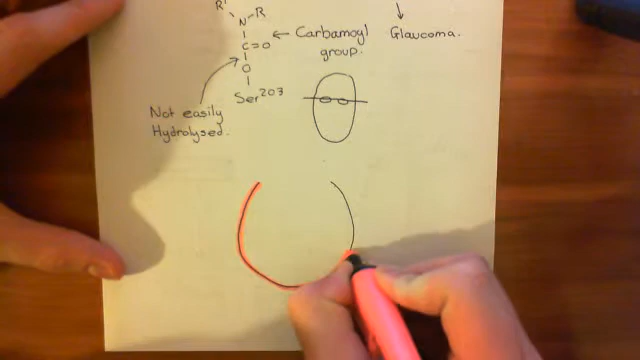 R' N-R
C=O
O
Ser203
Carbamoyl
group.
Glaucoma.
Not easily
Hydrolysed.